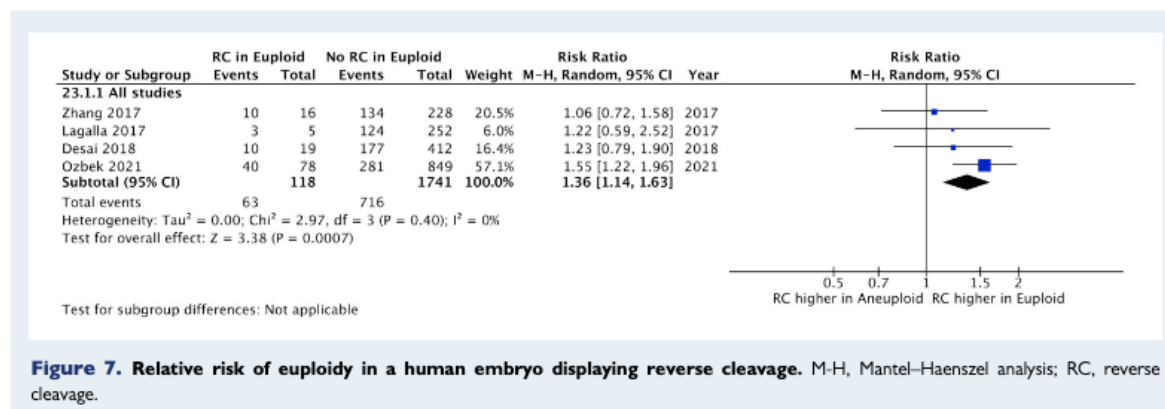 RC in Euploid No RC in Euploid Risk Ratio Risk Ratio
Study or Subgroup Events Total Events Total Weight M-H, Random, 95% CI Year M-H, Random, 95% CI
23.1.1 All studies
Zhang 2017 10 16 134 228 20.5% 1.06 [0.72, 1.58] 2017
Lagalla 2017 3 5 124 252 6.0% 1.22 [0.59, 2.52] 2017
Desai 2018 10 19 177 412 16.4% 1.23 [0.79, 1.90] 2018
Ozbek 2021 40 78 281 849 57.1% 1.55 [1.22, 1.96] 2021
Subtotal (95% CI) 118 1741 100.0% 1.36 [1.14, 1.63]
Total events 63 716
Heterogeneity: Tau² = 0.00; Chi² = 2.97, df = 3 (P = 0.40); I² = 0%
Test for overall effect: Z = 3.38 (P = 0.0007)
0.5 0.7 1 1.5 2
RC higher in Aneuploid RC higher in Euploid
Test for subgroup differences: Not applicable
Figure 7. Relative risk of euploidy in a human embryo displaying reverse cleavage. M-H, Mantel–Haenszel analysis; RC, reverse
cleavage.